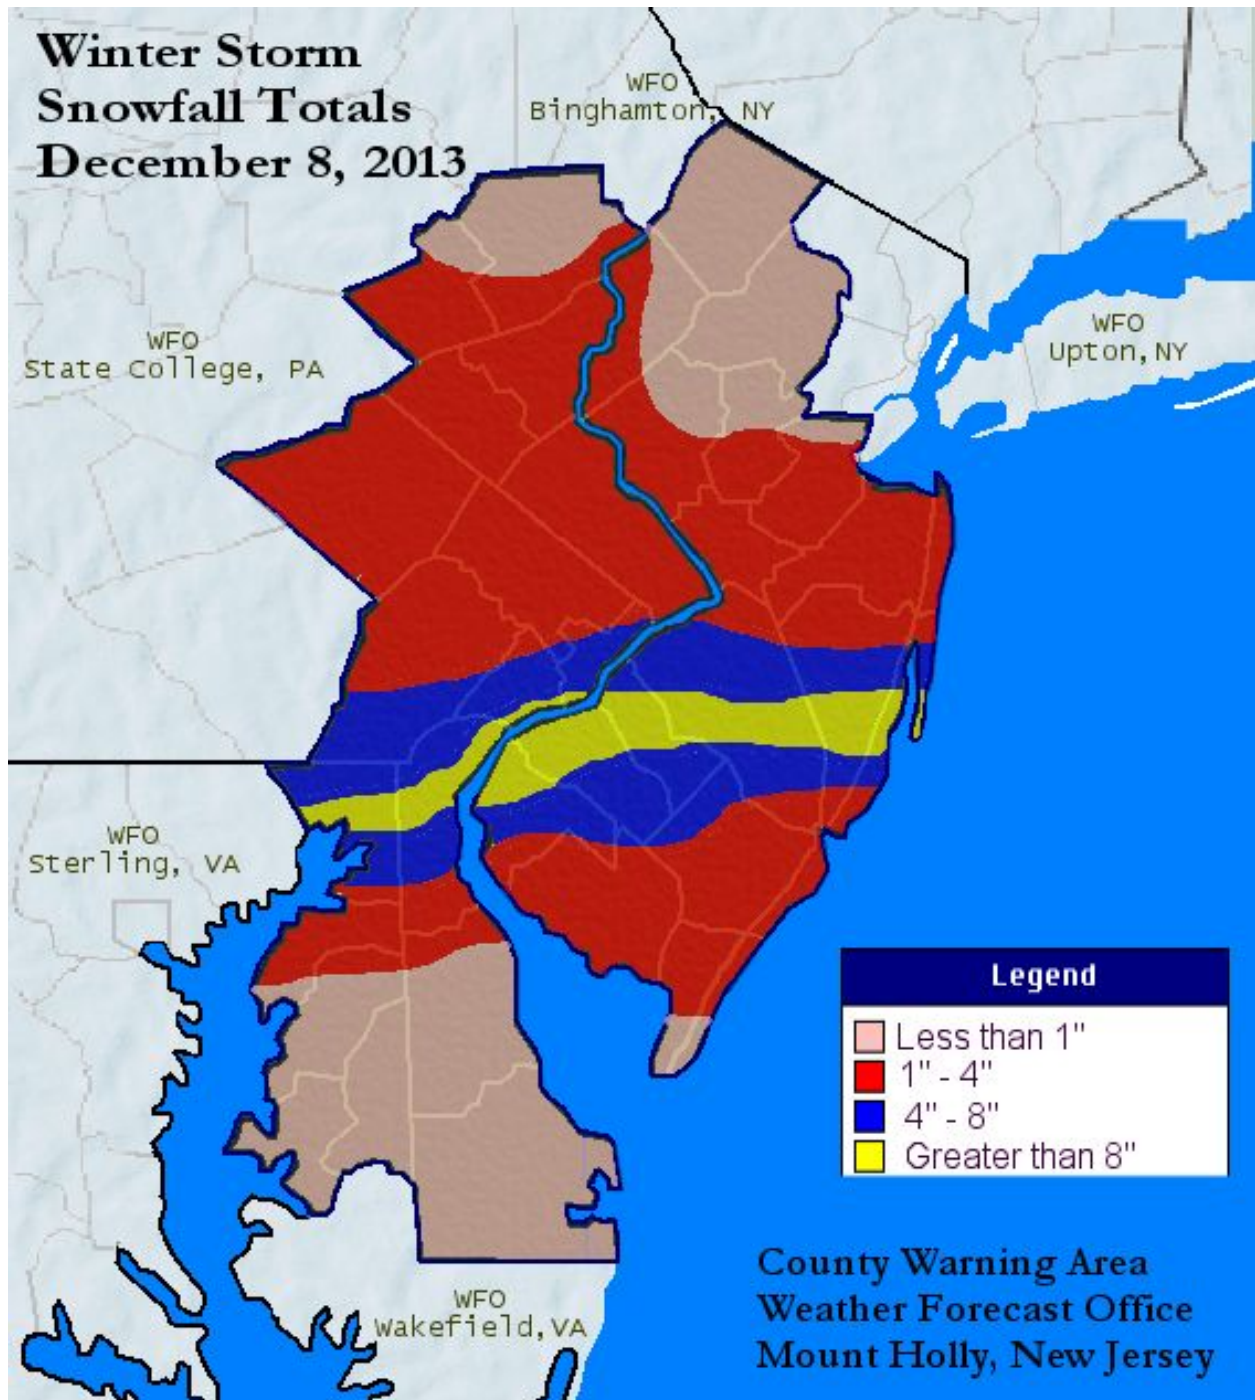 Winter Storm
Snowfall Totals
December 8, 2013
WFO
Binghamton, NY
WFO
State College, PA
WFO
Upton, NY
WFO
Sterling, VA
Legend
Less than 1"
1" - 4"
4" - 8"
Greater than 8"
WFO
Wakefield, VA
County Warning Area
Weather Forecast Office
Mount Holly, New Jersey